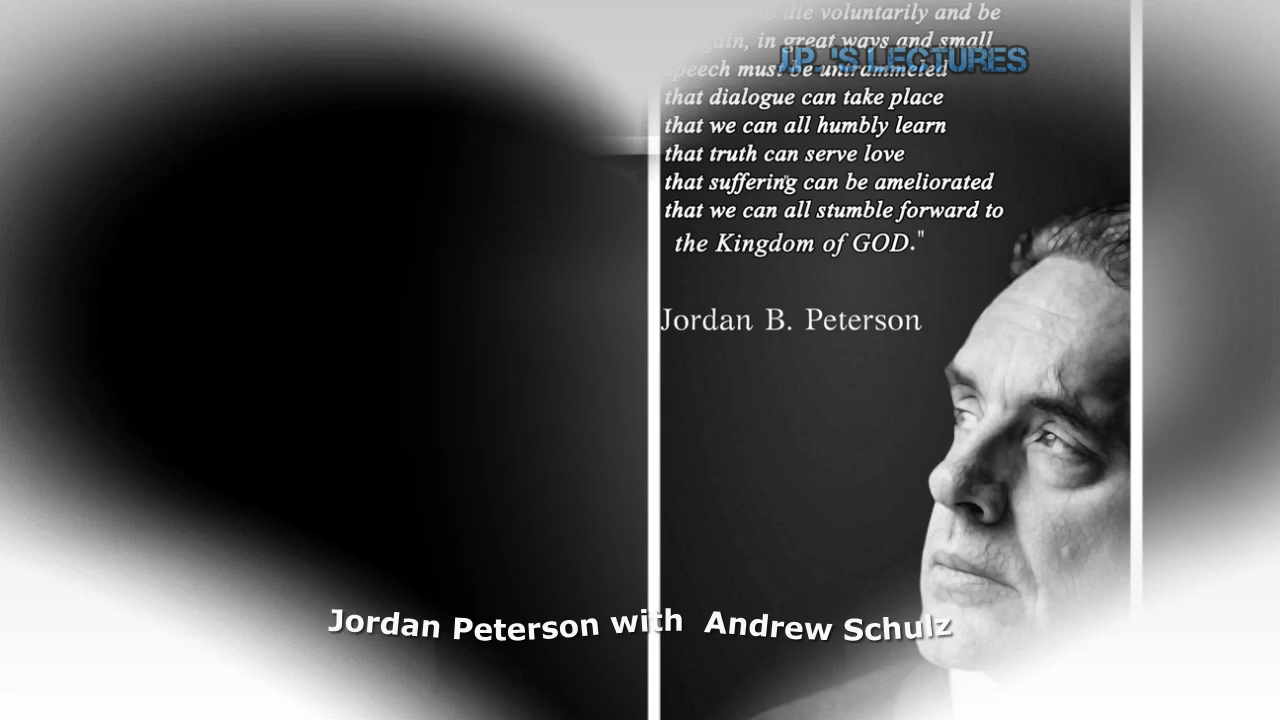 to die voluntarily and be
again, in great ways and small
speech must be untrammeled
J.P. 'S LECTURES
that dialogue can take place
that we can all humbly learn
that truth can serve love
that suffering can be ameliorated
that we can all stumble forward to
the Kingdom of GOD."
Jordan B. Peterson
Jordan Peterson with Andrew Schulz